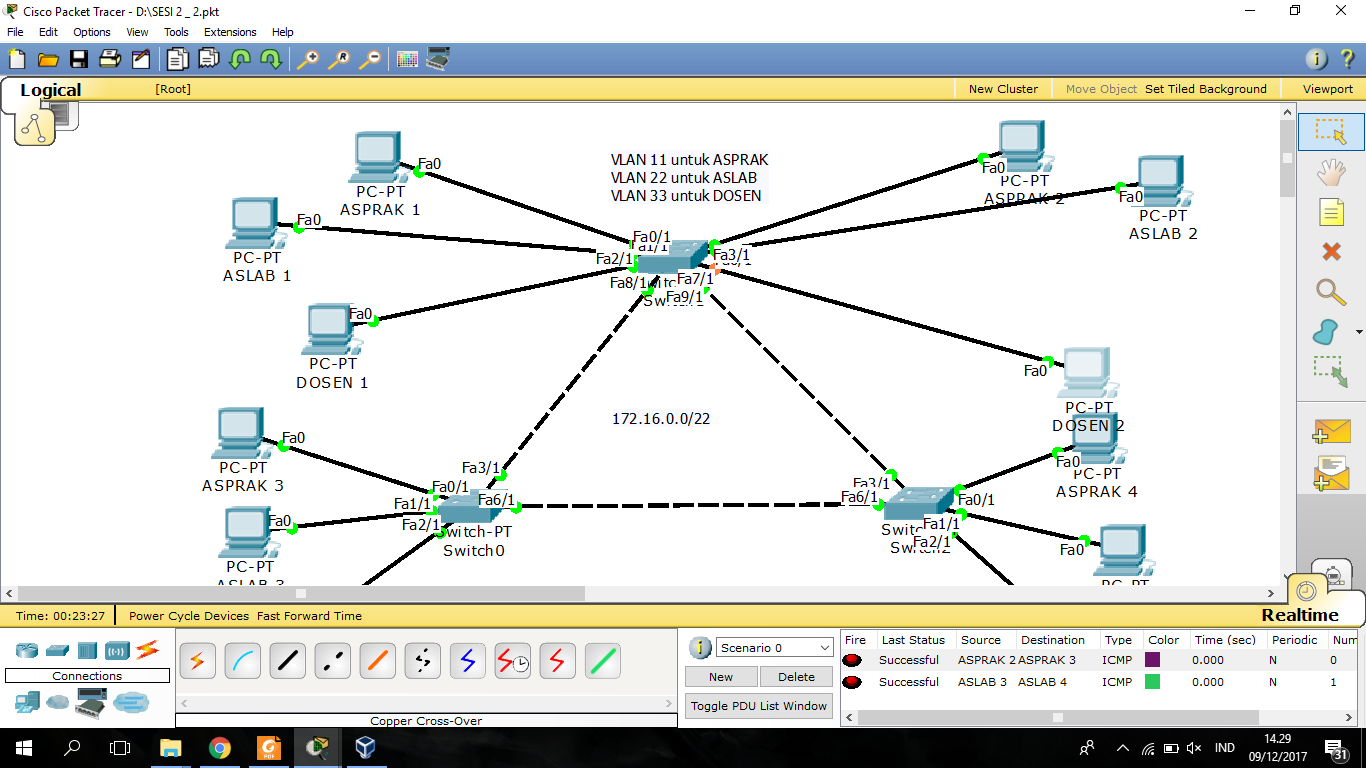 Cisco Packet Tracer - D:\SESI 2 _ 2.pkt
File Edit Options View Tools Extensions Help
Logical
[Root]
New Cluster
Move Object
Set Tiled Background
Viewport
VLAN 11 untuk ASPRAK
VLAN 22 untuk ASLAB
VLAN 33 untuk DOSEN
Fa0
PC-PT
ASPRAK 1
Fa0
PC-PT
ASLAB 1
Fa0
PC-PT
DOSEN 1
Fa0
PC-PT
ASPRAK 2
Fa0
PC-PT
ASLAB 2
Fa0/1
Fa2/1
Fa3/1
Fa8/1
Fa7/1
Fa9/1
Fa0
PC-PT
DOSEN 2
172.16.0.0/22
Fa0
PC-PT
ASPRAK 3
Fa0
PC-PT
ASLAB 3
Fa3/1
Fa0/1
Fa1/1
Fa6/1
Fa2/1
Switch-PT
Switch0
Fa0
PC-PT
ASPRAK 4
Fa3/1
Fa6/1
Fa0/1
Fa1/1
Fa2/1
Switch2
Fa0
PC-PT
Time: 00:23:27
Power Cycle Devices Fast Forward Time
Realtime
Connections
Copper Cross-Over
Scenario 0
New
Delete
Toggle PDU List Window
Fire Last Status Source Destination Type Color Time (sec) Periodic Num
Successful ASPRAK 2 ASPRAK 3 ICMP 0.000 N 0
Successful ASLAB 3 ASLAB 4 ICMP 0.000 N 1
IND
14.29
09/12/2017
31